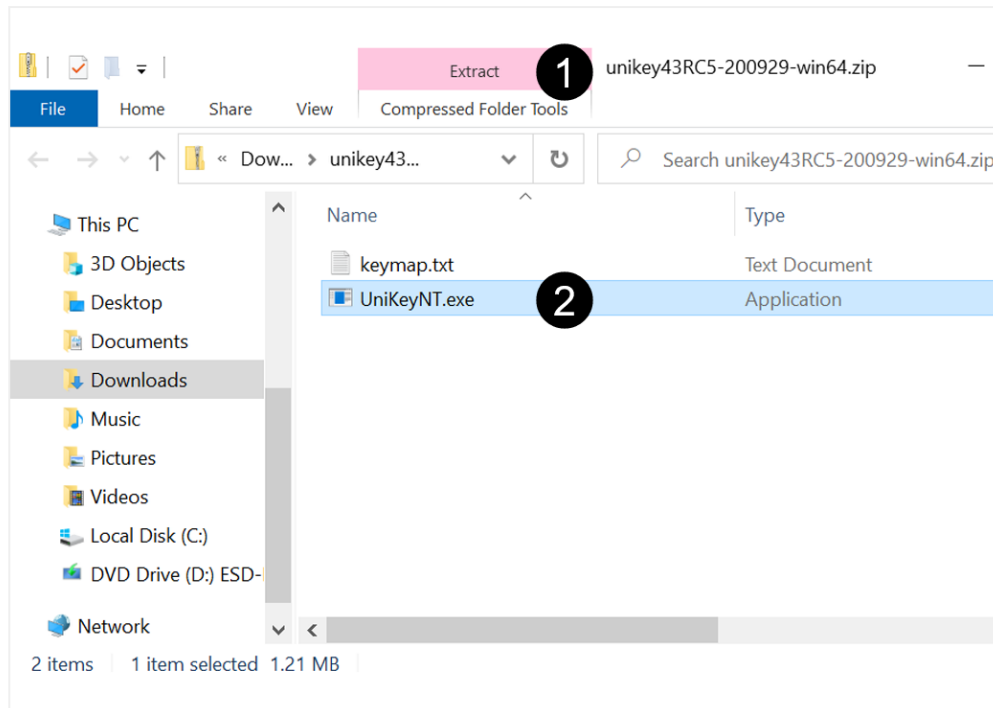 Extract 1 unikey43RC5-200929-win64.zip
File Home Share View Compressed Folder Tools
« Dow... > unikey43... Search unikey43RC5-200929-win64.zip
Name Type
This PC
3D Objects
Desktop
Documents
Downloads
Music
Pictures
Videos
Local Disk (C:)
DVD Drive (D:) ESD-
Network
keymap.txt Text Document
UniKeyNT.exe 2 Application
2 items 1 item selected 1.21 MB